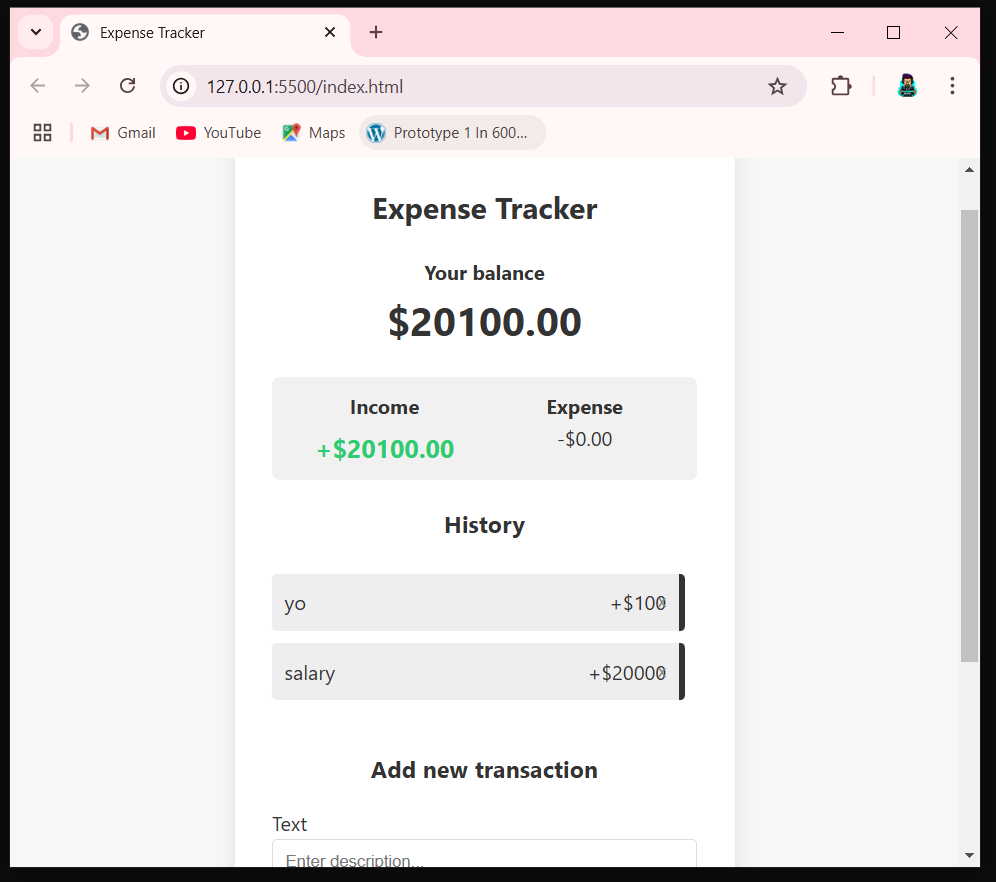 Expense Tracker
127.0.0.1:5500/index.html
Gmail YouTube Maps Prototype 1 In 600...
Expense Tracker
Your balance
$20100.00
Income Expense
+$20100.00 -$0.00
History
yo +$100 x
salary +$20000 x
Add new transaction
Text
Enter description...